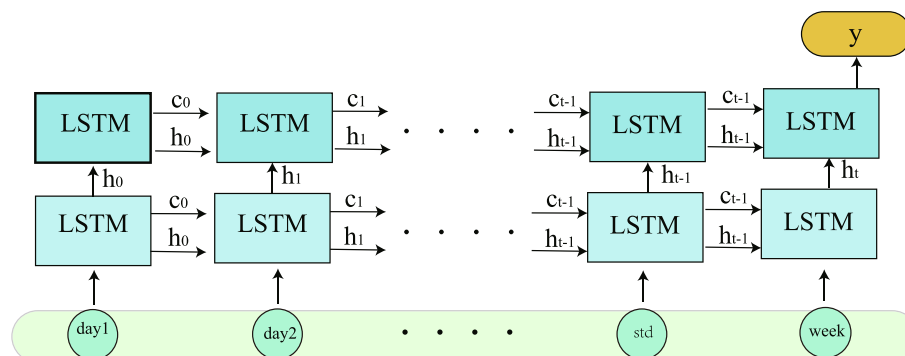 y
LSTM c₀ LSTM c₁ . . . . cₜ₋₁ LSTM cₜ₋₁ LSTM
h₀ h₁ hₜ₋₁ hₜ₋₁
h₀ h₁ hₜ₋₁ hₜ
LSTM c₀ LSTM c₁ . . . . cₜ₋₁ LSTM cₜ₋₁ LSTM
h₀ h₁ hₜ₋₁ hₜ₋₁
day1 day2 . . . . std week